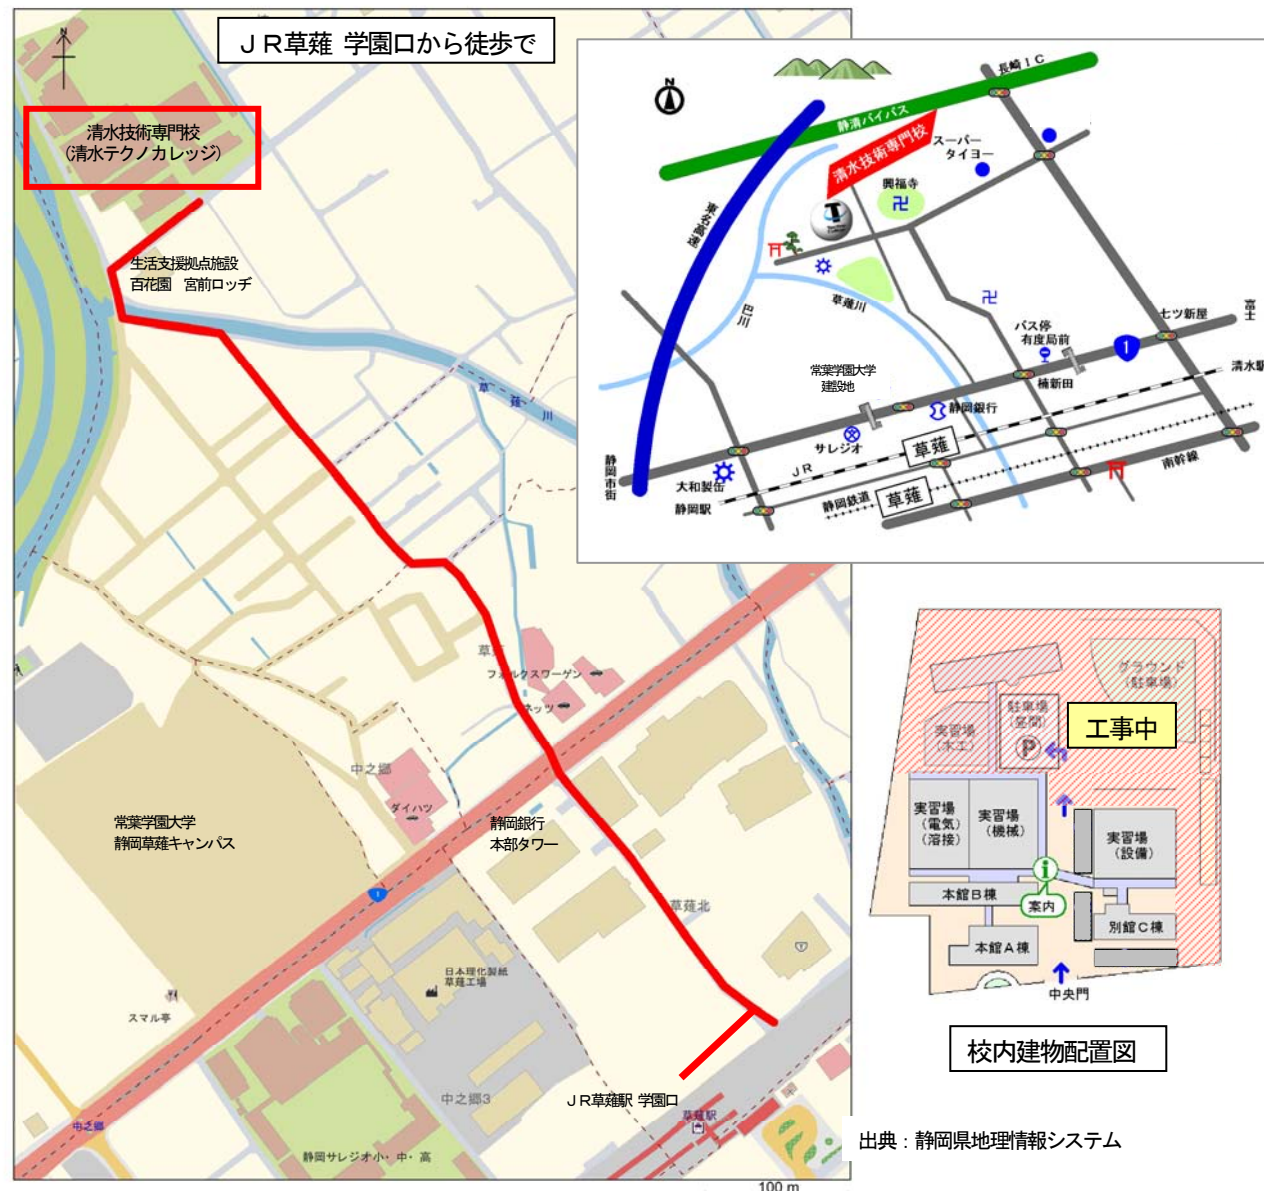 ＪＲ草薙 学園口から徒歩で
N
清水技術専門校
（清水テクノカレッジ）
生活支援拠点施設
百花園 宮前ロッヂ
草薙川
草薙
フォルクスワーゲン
ネッツ
中之郷
ダイハツ
常葉学園大学
静岡草薙キャンパス
静岡銀行
本部タワー
草薙北
1
日本理化製紙
草薙工場
スマル亭
中之郷3
ＪＲ草薙駅 学園口
草薙駅
中之郷
静岡サレジオ小・中・高
100 m
N
長崎ＩＣ
静清バイパス
清水技術専門校
スーパー
タイヨー
興福寺
東名高速
巴川
草薙川
バス停
有度局前
七ツ新屋
富士
1
清水駅
楠新田
常葉学園大学
建設地
静岡銀行
サレジオ
草薙
ＪＲ
静岡市街
大和製缶
静岡駅
静岡鉄道
草薙
南幹線
グラウンド
（駐車場）
駐車場
（昼間）
P
実習場
（木工）
工事中
実習場
（電気）
（溶接）
実習場
（機械）
実習場
（設備）
i
案内
本館Ｂ棟
別館Ｃ棟
本館Ａ棟
中央門
校内建物配置図
出典：静岡県地理情報システム